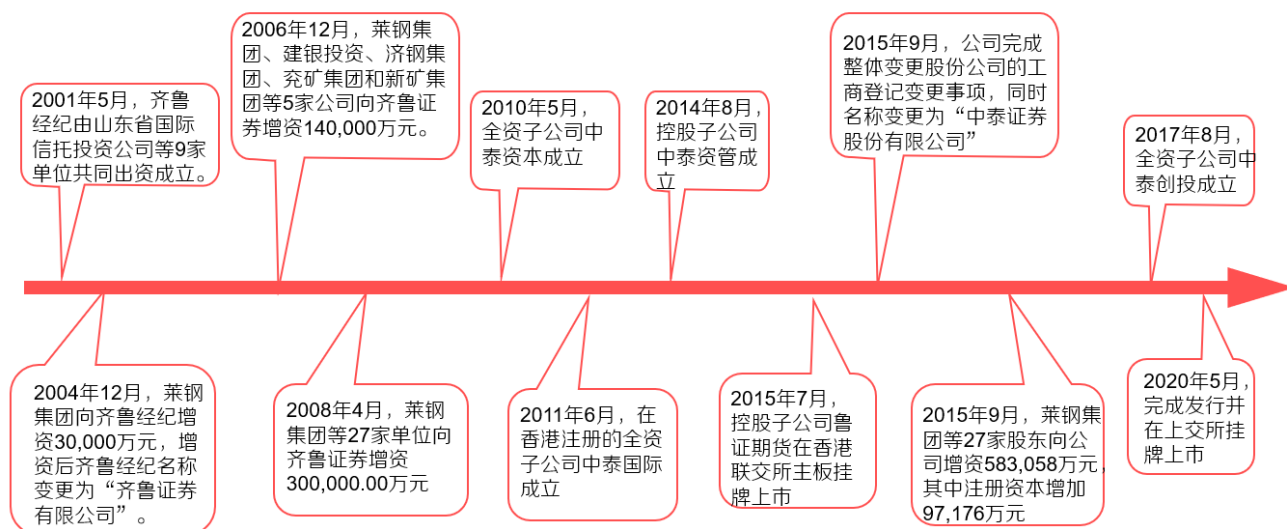 2001年5月，齐鲁
经纪由山东省国际
信托投资公司等9家
单位共同出资成立。
2004年12月，莱钢
集团向齐鲁经纪增
资30,000万元，增
资后齐鲁经纪名称
变更为“齐鲁证券
有限公司”。
2006年12月，莱钢集
团、建银投资、济钢集
团、兖矿集团和新矿集
团等5家公司向齐鲁证
券增资140,000万元。
2008年4月，莱钢
集团等27家单位向
齐鲁证券增资
300,000.00万元
2010年5月，
全资子公司中
泰资本成立
2011年6月，在
香港注册的全资
子公司中泰国际
成立
2014年8月，
控股子公司
中泰资管成
立
2015年7月，
控股子公司鲁
证期货在香港
联交所主板挂
牌上市
2015年9月，公司完成
整体变更股份公司的工
商登记变更事项，同时
名称变更为“中泰证券
股份有限公司”
2015年9月，莱钢集
团等27家股东向公
司增资583,058万元，
其中注册资本增加
97,176万元
2017年8月，
全资子公司中
泰创投成立
2020年5月，
完成发行并
在上交所挂
牌上市